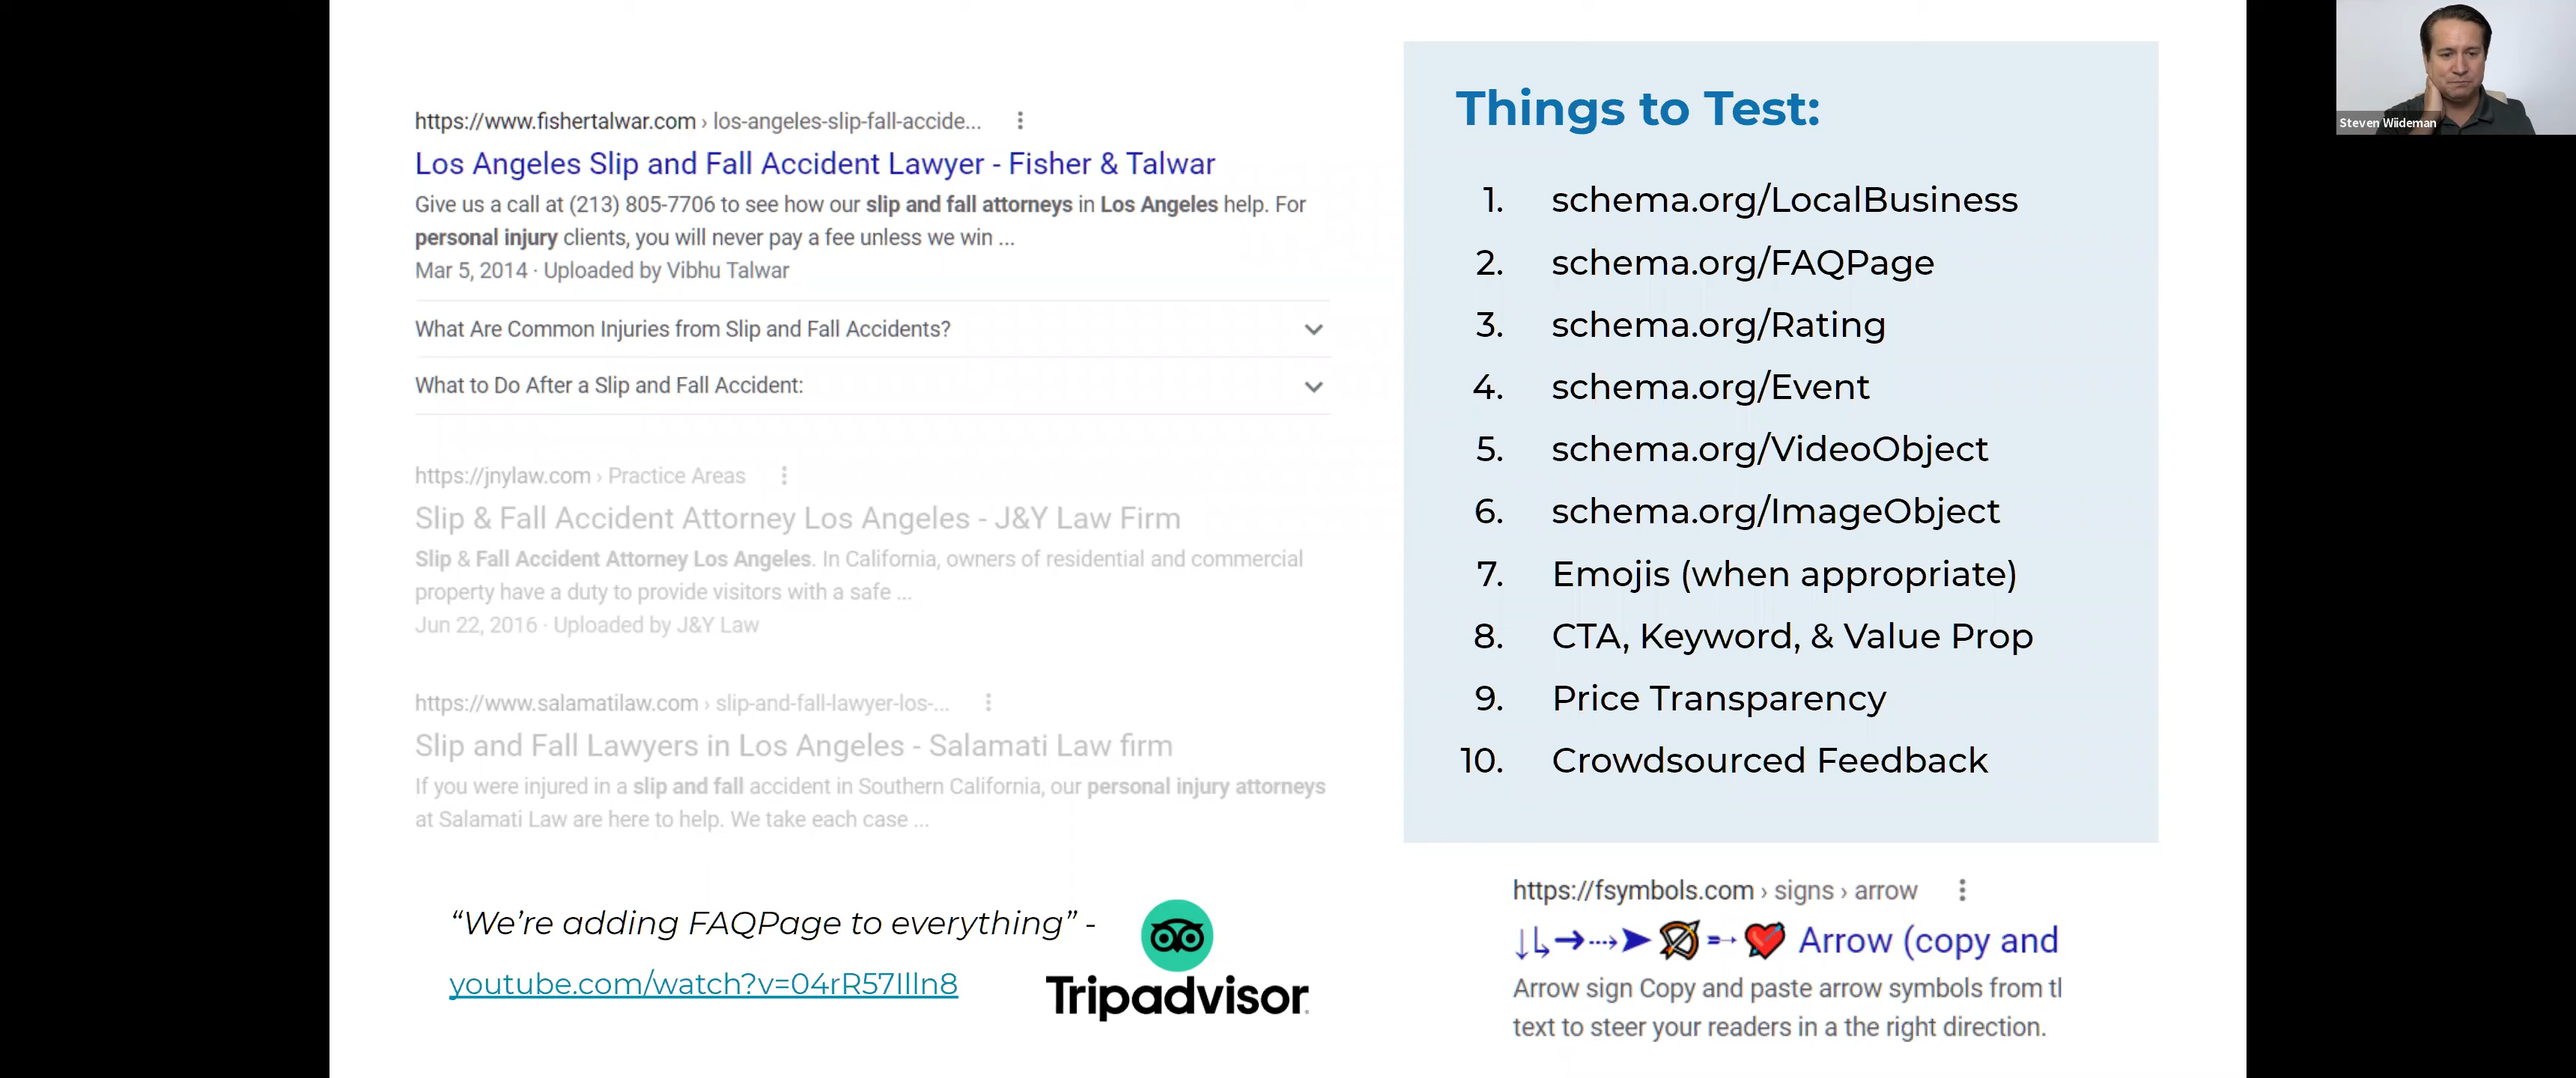 https://www.fishertalwar.com › los-angeles-slip-fall-accide...
Los Angeles Slip and Fall Accident Lawyer - Fisher & Talwar
Give us a call at (213) 805-7706 to see how our slip and fall attorneys in Los Angeles help. For
personal injury clients, you will never pay a fee unless we win ...
Mar 5, 2014 · Uploaded by Vibhu Talwar
What Are Common Injuries from Slip and Fall Accidents?
What to Do After a Slip and Fall Accident:
https://jnylaw.com › Practice Areas
Slip & Fall Accident Attorney Los Angeles - J&Y Law Firm
Slip & Fall Accident Attorney Los Angeles. In California, owners of residential and commercial
property have a duty to provide visitors with a safe ...
Jun 22, 2016 · Uploaded by J&Y Law
https://www.salamatilaw.com › slip-and-fall-lawyer-los-...
Slip and Fall Lawyers in Los Angeles - Salamati Law firm
If you were injured in a slip and fall accident in Southern California, our personal injury attorneys
at Salamati Law are here to help. We take each case ...
“We’re adding FAQPage to everything” -
youtube.com/watch?v=04rR57Illn8
Tripadvisor
Things to Test:
1. schema.org/LocalBusiness
2. schema.org/FAQPage
3. schema.org/Rating
4. schema.org/Event
5. schema.org/VideoObject
6. schema.org/ImageObject
7. Emojis (when appropriate)
8. CTA, Keyword, & Value Prop
9. Price Transparency
10. Crowdsourced Feedback
https://fsymbols.com › signs › arrow
↓↳➔⤑➤🏹⥱💘 Arrow (copy and
Arrow sign Copy and paste arrow symbols from tl
text to steer your readers in a the right direction.
Steven Wiideman